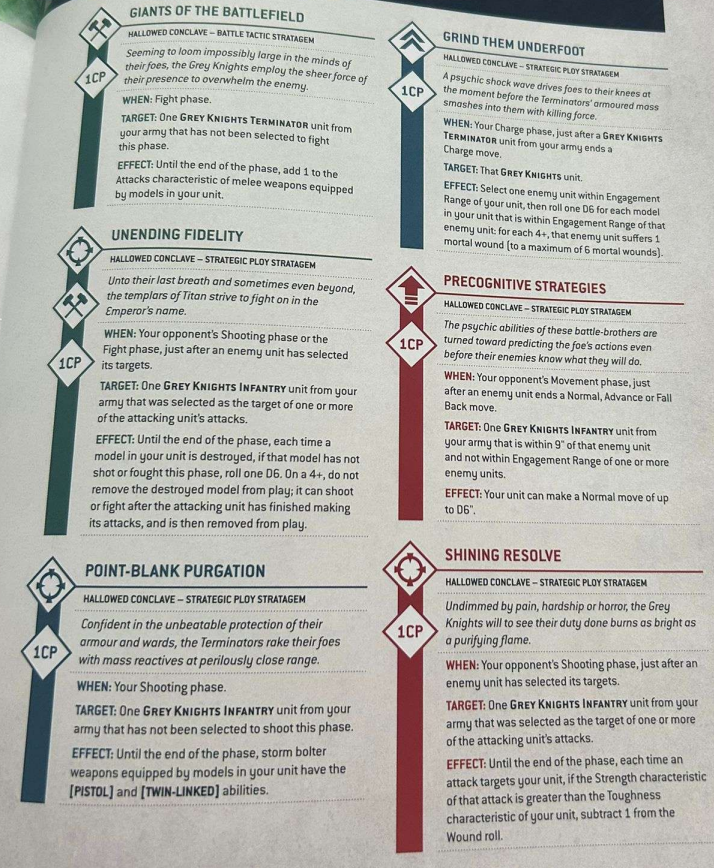 GIANTS OF THE BATTLEFIELD
HALLOWED CONCLAVE – BATTLE TACTIC STRATAGEM
Seeming to loom impossibly large in the minds of
their foes, the Grey Knights employ the sheer force of
their presence to overwhelm the enemy.
1CP
WHEN: Fight phase.
TARGET: One GREY KNIGHTS TERMINATOR unit from
your army that has not been selected to fight
this phase.
EFFECT: Until the end of the phase, add 1 to the
Attacks characteristic of melee weapons equipped
by models in your unit.
UNENDING FIDELITY
HALLOWED CONCLAVE – STRATEGIC PLOY STRATAGEM
Unto their last breath and sometimes even beyond,
the templars of Titan strive to fight on in the
Emperor's name.
1CP
WHEN: Your opponent's Shooting phase or the
Fight phase, just after an enemy unit has selected
its targets.
TARGET: One GREY KNIGHTS INFANTRY unit from your
army that was selected as the target of one or more
of the attacking unit's attacks.
EFFECT: Until the end of the phase, each time a
model in your unit is destroyed, if that model has not
shot or fought this phase, roll one D6. On a 4+, do not
remove the destroyed model from play; it can shoot
or fight after the attacking unit has finished making
its attacks, and is then removed from play.
POINT-BLANK PURGATION
HALLOWED CONCLAVE – STRATEGIC PLOY STRATAGEM
Confident in the unbeatable protection of their
armour and wards, the Terminators rake their foes
with mass reactives at perilously close range.
1CP
WHEN: Your Shooting phase.
TARGET: One GREY KNIGHTS INFANTRY unit from your
army that has not been selected to shoot this phase.
EFFECT: Until the end of the phase, storm bolter
weapons equipped by models in your unit have the
[PISTOL] and [TWIN-LINKED] abilities.
GRIND THEM UNDERFOOT
HALLOWED CONCLAVE – STRATEGIC PLOY STRATAGEM
A psychic shock wave drives foes to their knees at
the moment before the Terminators' armoured mass
smashes into them with killing force.
1CP
WHEN: Your Charge phase, just after a GREY KNIGHTS
TERMINATOR unit from your army ends a
Charge move.
TARGET: That GREY KNIGHTS unit.
EFFECT: Select one enemy unit within Engagement
Range of your unit, then roll one D6 for each model
in your unit that is within Engagement Range of that
enemy unit: for each 4+, that enemy unit suffers 1
mortal wound (to a maximum of 6 mortal wounds).
PRECOGNITIVE STRATEGIES
HALLOWED CONCLAVE – STRATEGIC PLOY STRATAGEM
The psychic abilities of these battle-brothers are
turned toward predicting the foe's actions even
before their enemies know what they will do.
1CP
WHEN: Your opponent's Movement phase, just
after an enemy unit ends a Normal, Advance or Fall
Back move.
TARGET: One GREY KNIGHTS INFANTRY unit from
your army that is within 9" of that enemy unit
and not within Engagement Range of one or more
enemy units.
EFFECT: Your unit can make a Normal move of up
to D6".
SHINING RESOLVE
HALLOWED CONCLAVE – STRATEGIC PLOY STRATAGEM
Undimmed by pain, hardship or horror, the Grey
Knights will to see their duty done burns as bright as
a purifying flame.
1CP
WHEN: Your opponent's Shooting phase, just after an
enemy unit has selected its targets.
TARGET: One GREY KNIGHTS INFANTRY unit from your
army that was selected as the target of one or more
of the attacking unit's attacks.
EFFECT: Until the end of the phase, each time an
attack targets your unit, if the Strength characteristic
of that attack is greater than the Toughness
characteristic of your unit, subtract 1 from the
Wound roll.